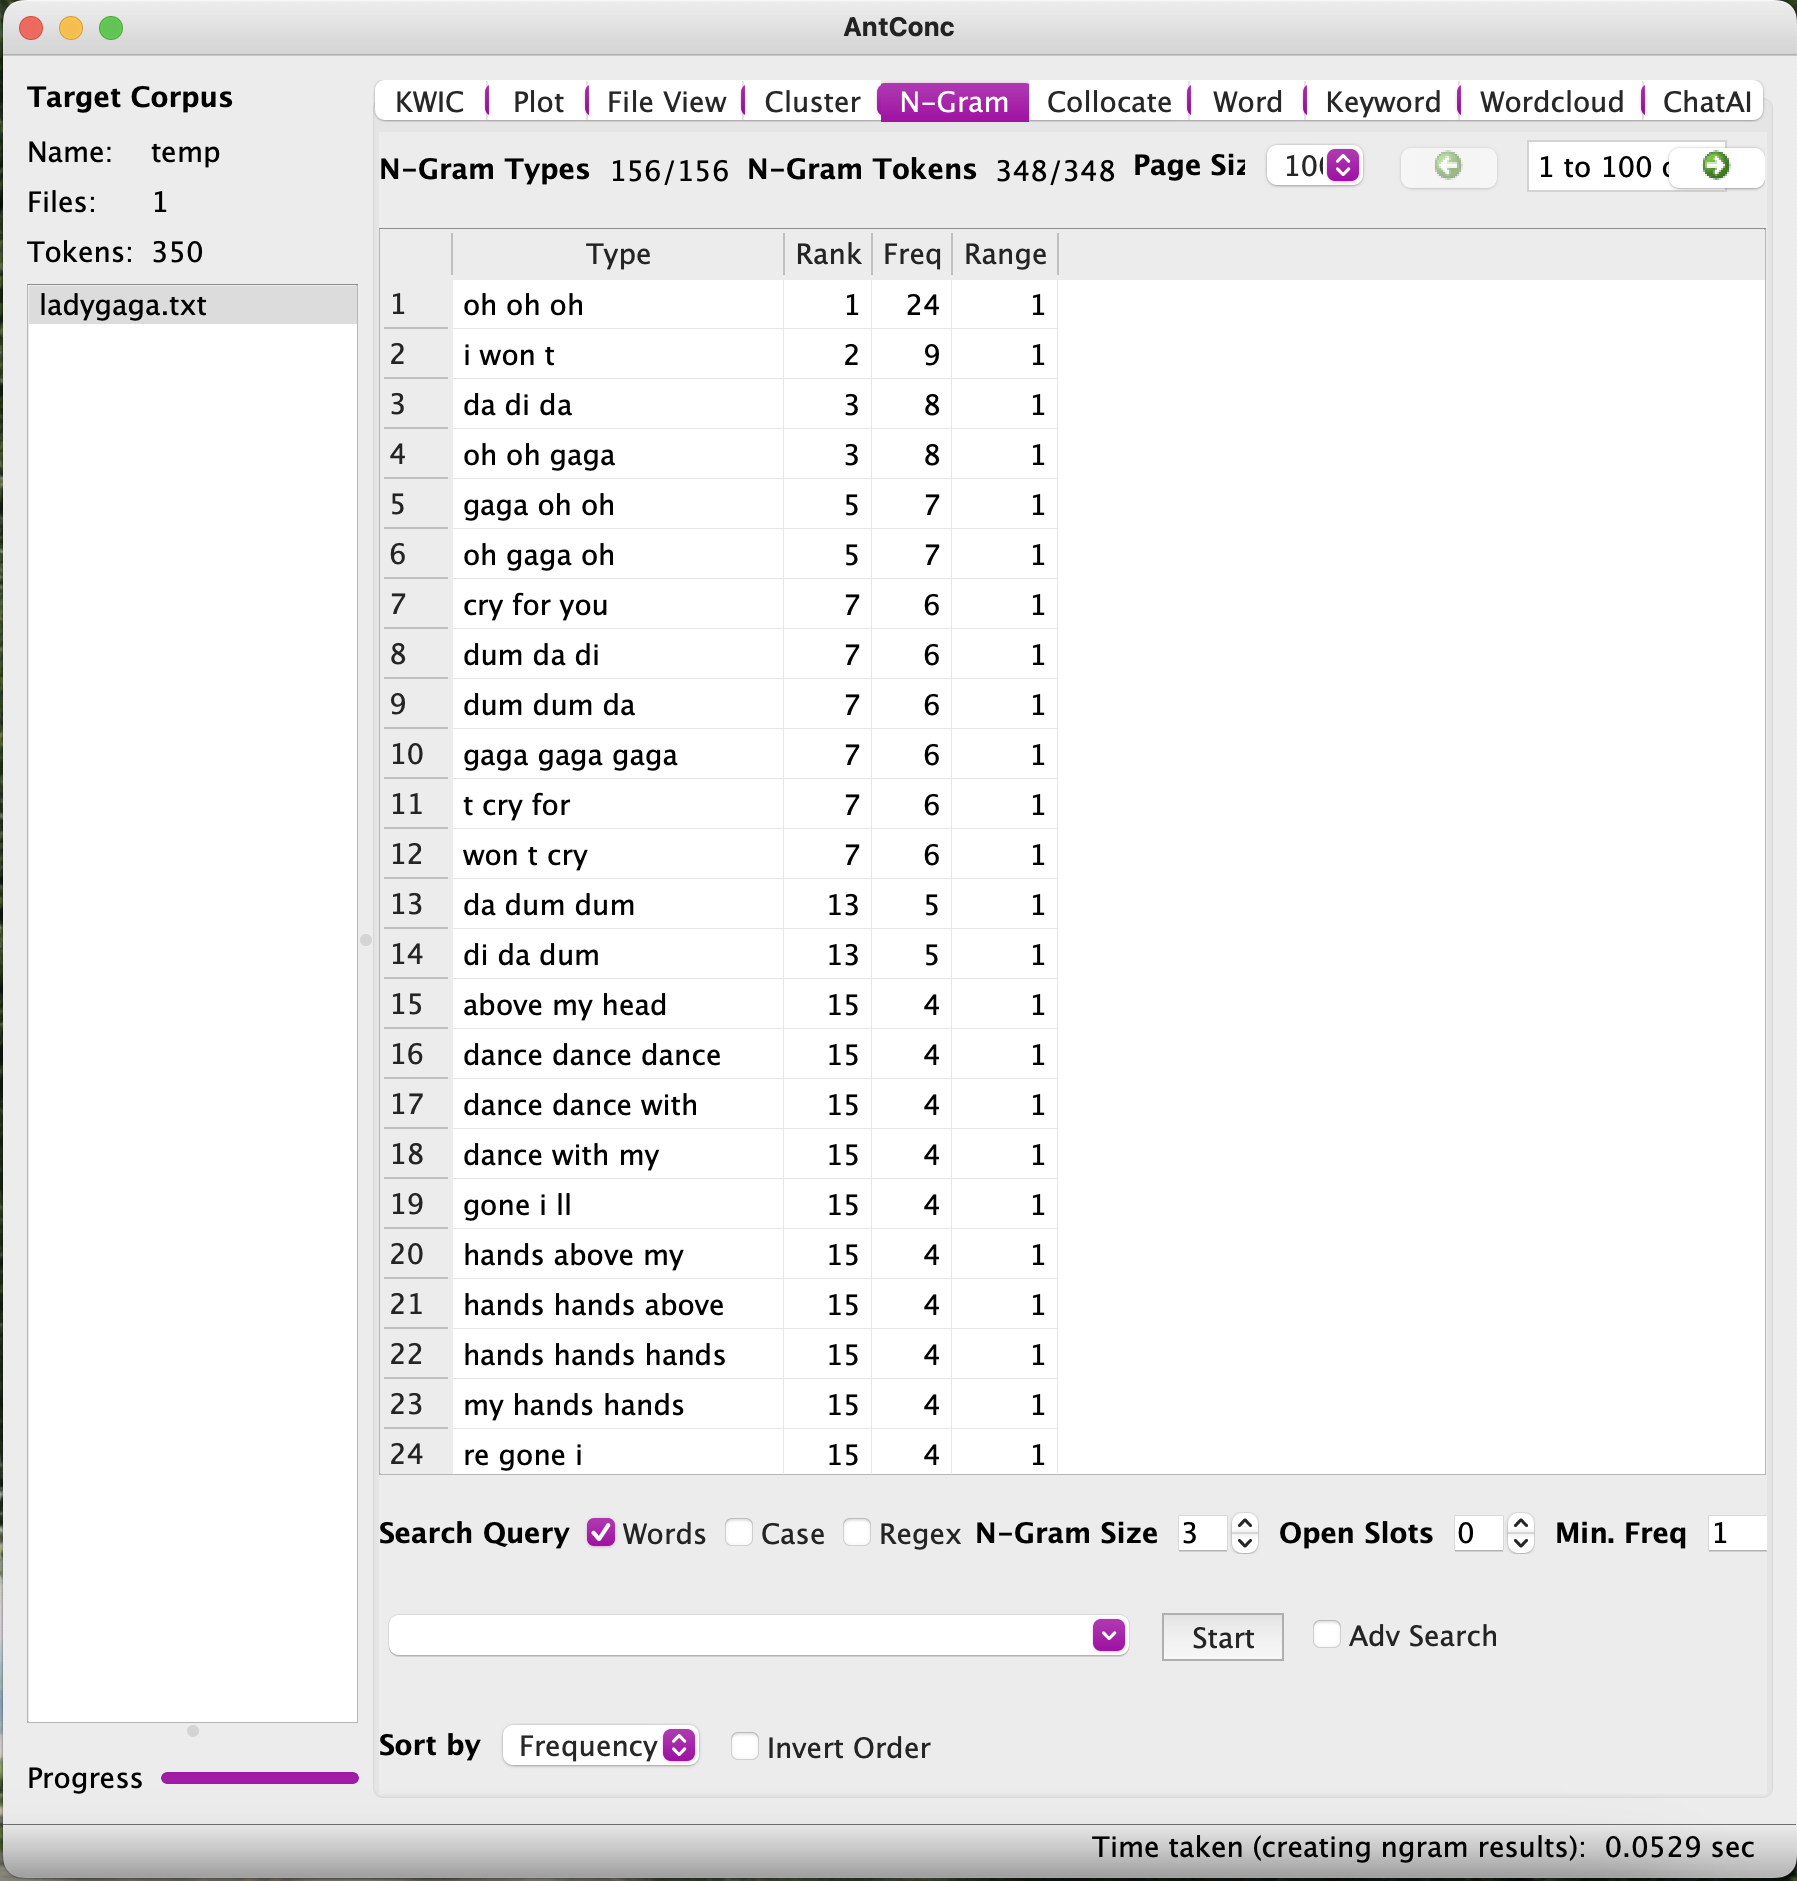 AntConc
Target Corpus
Name: temp
Files: 1
Tokens: 350
ladygaga.txt
KWIC Plot File View Cluster N-Gram Collocate Word Keyword Wordcloud ChatAI
N-Gram Types 156/156 N-Gram Tokens 348/348 Page Siz 100 1 to 100 o
Type Rank Freq Range
1 oh oh oh 1 24 1
2 i won t 2 9 1
3 da di da 3 8 1
4 oh oh gaga 3 8 1
5 gaga oh oh 5 7 1
6 oh gaga oh 5 7 1
7 cry for you 7 6 1
8 dum da di 7 6 1
9 dum dum da 7 6 1
10 gaga gaga gaga 7 6 1
11 t cry for 7 6 1
12 won t cry 7 6 1
13 da dum dum 13 5 1
14 di da dum 13 5 1
15 above my head 15 4 1
16 dance dance dance 15 4 1
17 dance dance with 15 4 1
18 dance with my 15 4 1
19 gone i ll 15 4 1
20 hands above my 15 4 1
21 hands hands above 15 4 1
22 hands hands hands 15 4 1
23 my hands hands 15 4 1
24 re gone i 15 4 1
Search Query Words Case Regex N-Gram Size 3 Open Slots 0 Min. Freq 1
Start Adv Search
Sort by Frequency Invert Order
Progress
Time taken (creating ngram results): 0.0529 sec